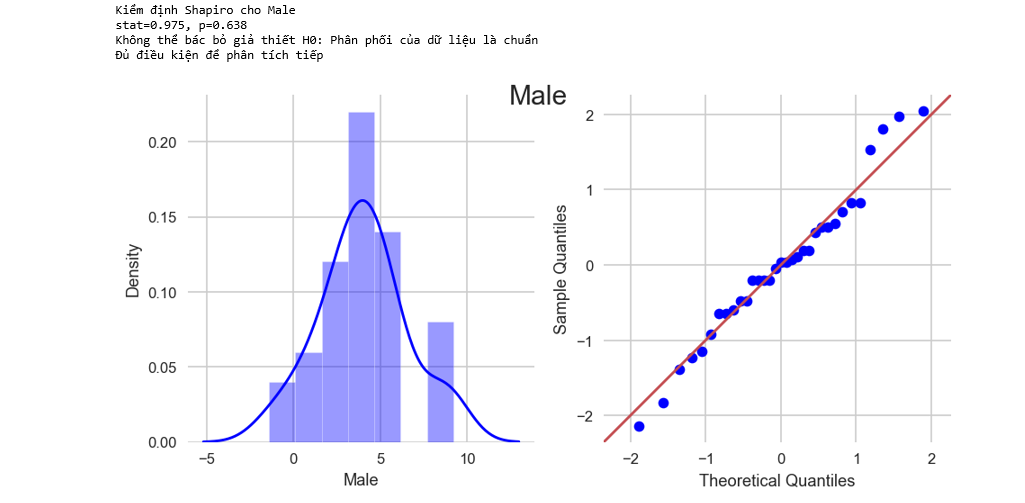 Kiểm định Shapiro cho Male
stat=0.975, p=0.638
Không thể bác bỏ giả thiết H0: Phân phối của dữ liệu là chuẩn
Đủ điều kiện để phân tích tiếp
Male
Density
0.20
0.15
0.10
0.05
0.00
−5
0
5
10
Male
Sample Quantiles
2
1
0
−1
−2
−2
−1
0
1
2
Theoretical Quantiles